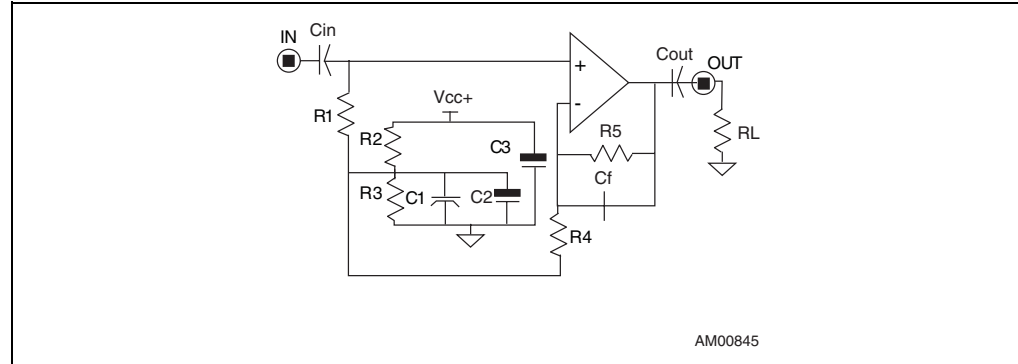 IN
Cin
Cout
OUT
+
-
Vcc+
R1
R2
C3
R5
RL
Cf
R3
C1
C2
R4
AM00845